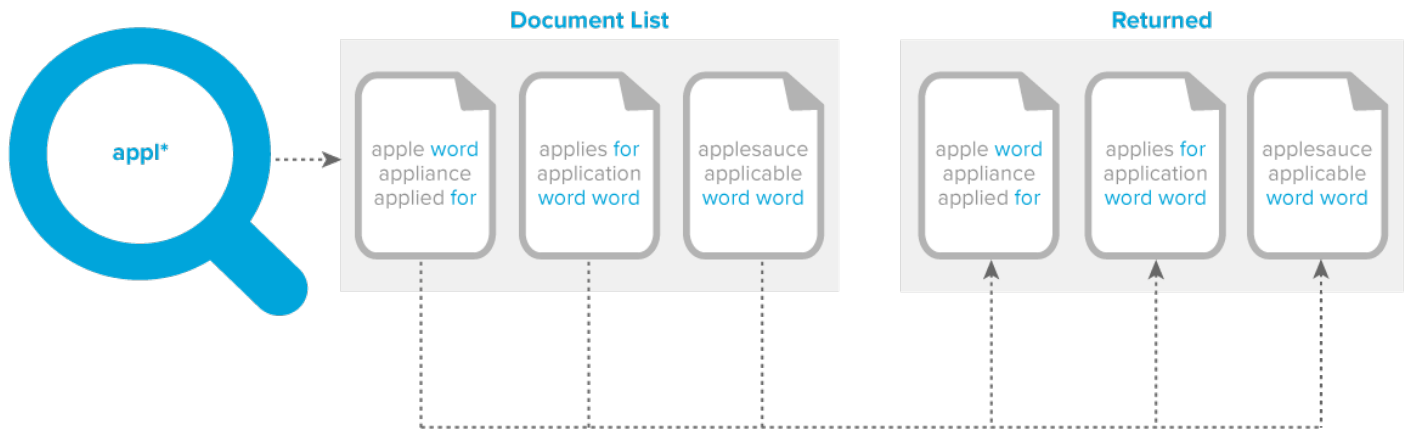 Document List
Returned
appl*
apple word
appliance
applied for
applies for
application
word word
applesauce
applicable
word word
apple word
appliance
applied for
applies for
application
word word
applesauce
applicable
word word